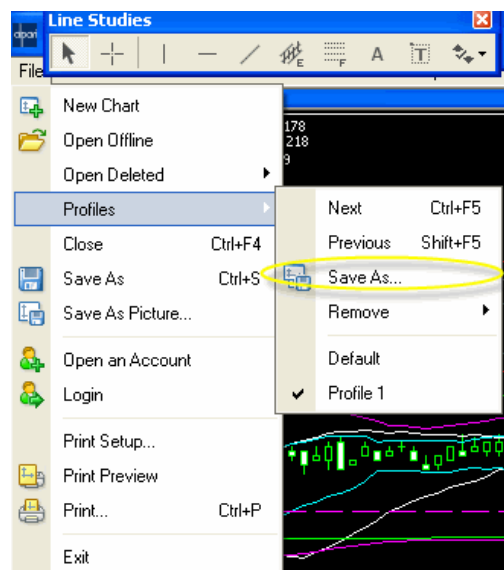 Line Studies
alpari
E
F
A
T
File
New Chart
178
Open Offline
218
9
Open Deleted
Profiles
Next Ctrl+F5
Close Ctrl+F4
Previous Shift+F5
Save As Ctrl+S
Save As...
Save As Picture...
Remove
Open an Account
Default
Login
Profile 1
Print Setup...
Print Preview
Print... Ctrl+P
Exit